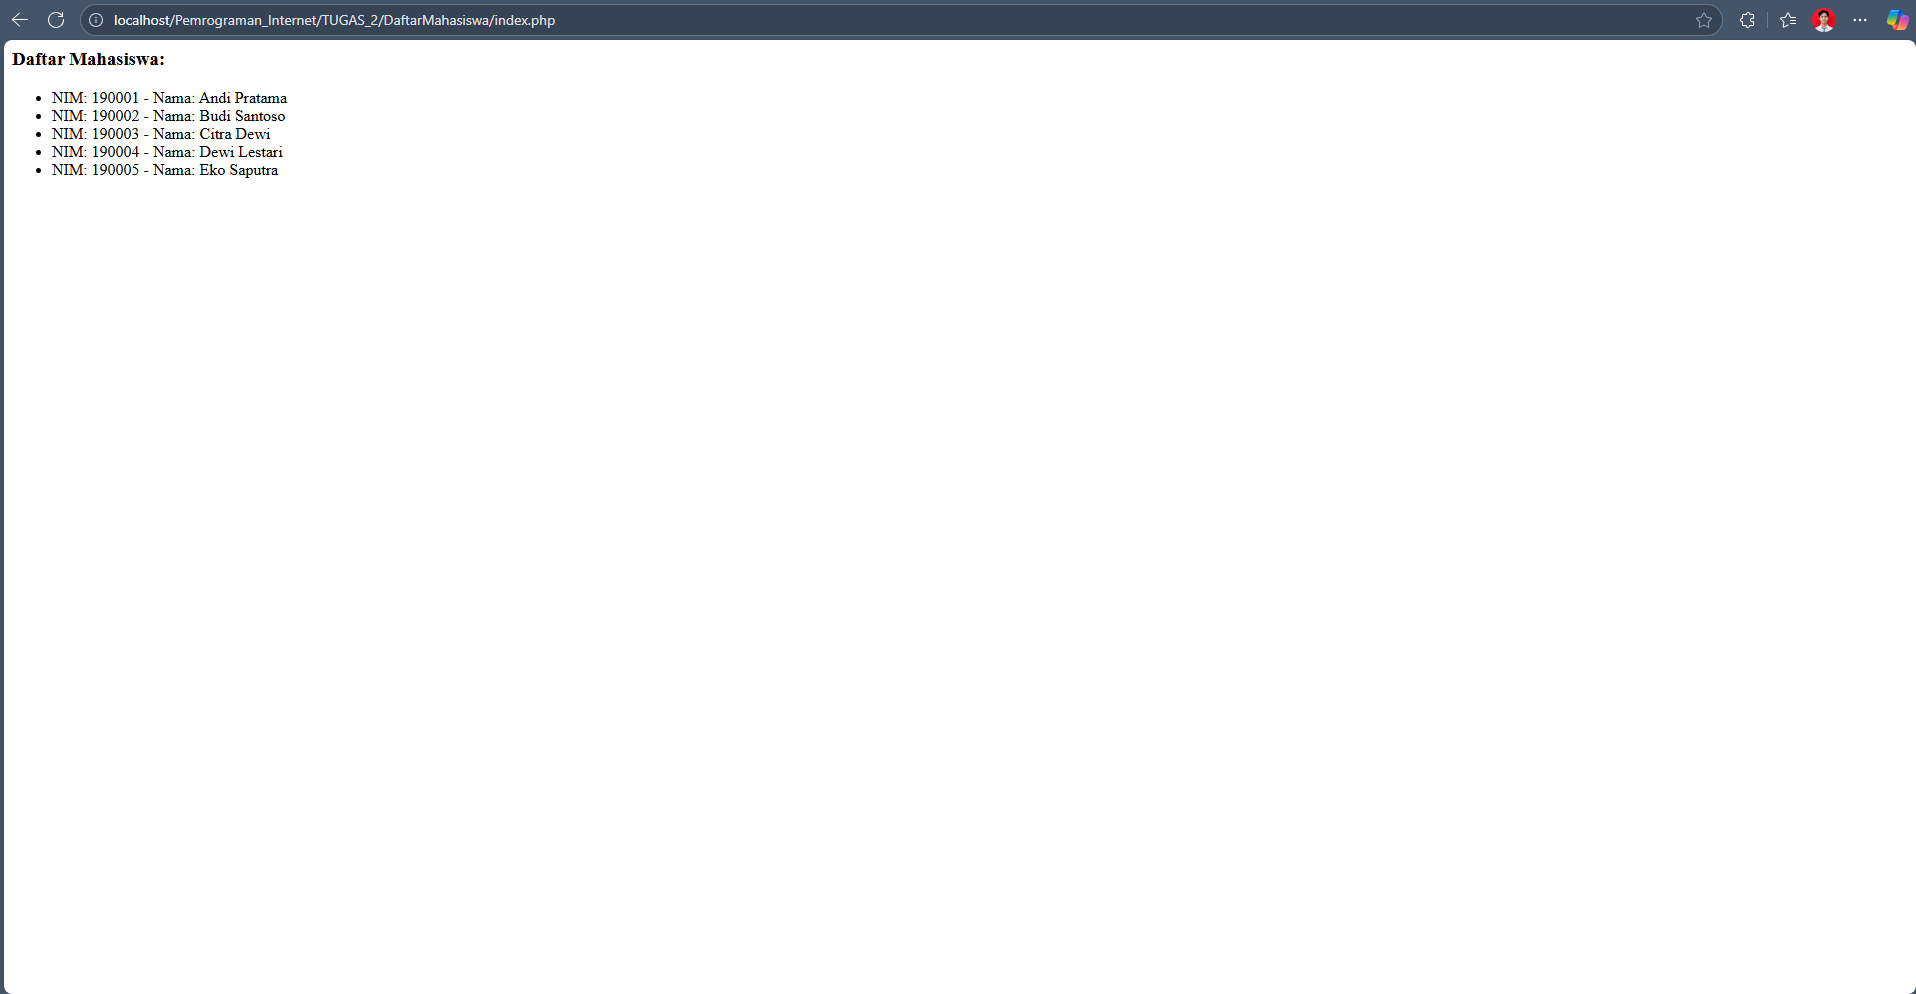 localhost/Pemrograman_Internet/TUGAS_2/DaftarMahasiswa/index.php
Daftar Mahasiswa:
NIM: 190001 - Nama: Andi Pratama
NIM: 190002 - Nama: Budi Santoso
NIM: 190003 - Nama: Citra Dewi
NIM: 190004 - Nama: Dewi Lestari
NIM: 190005 - Nama: Eko Saputra